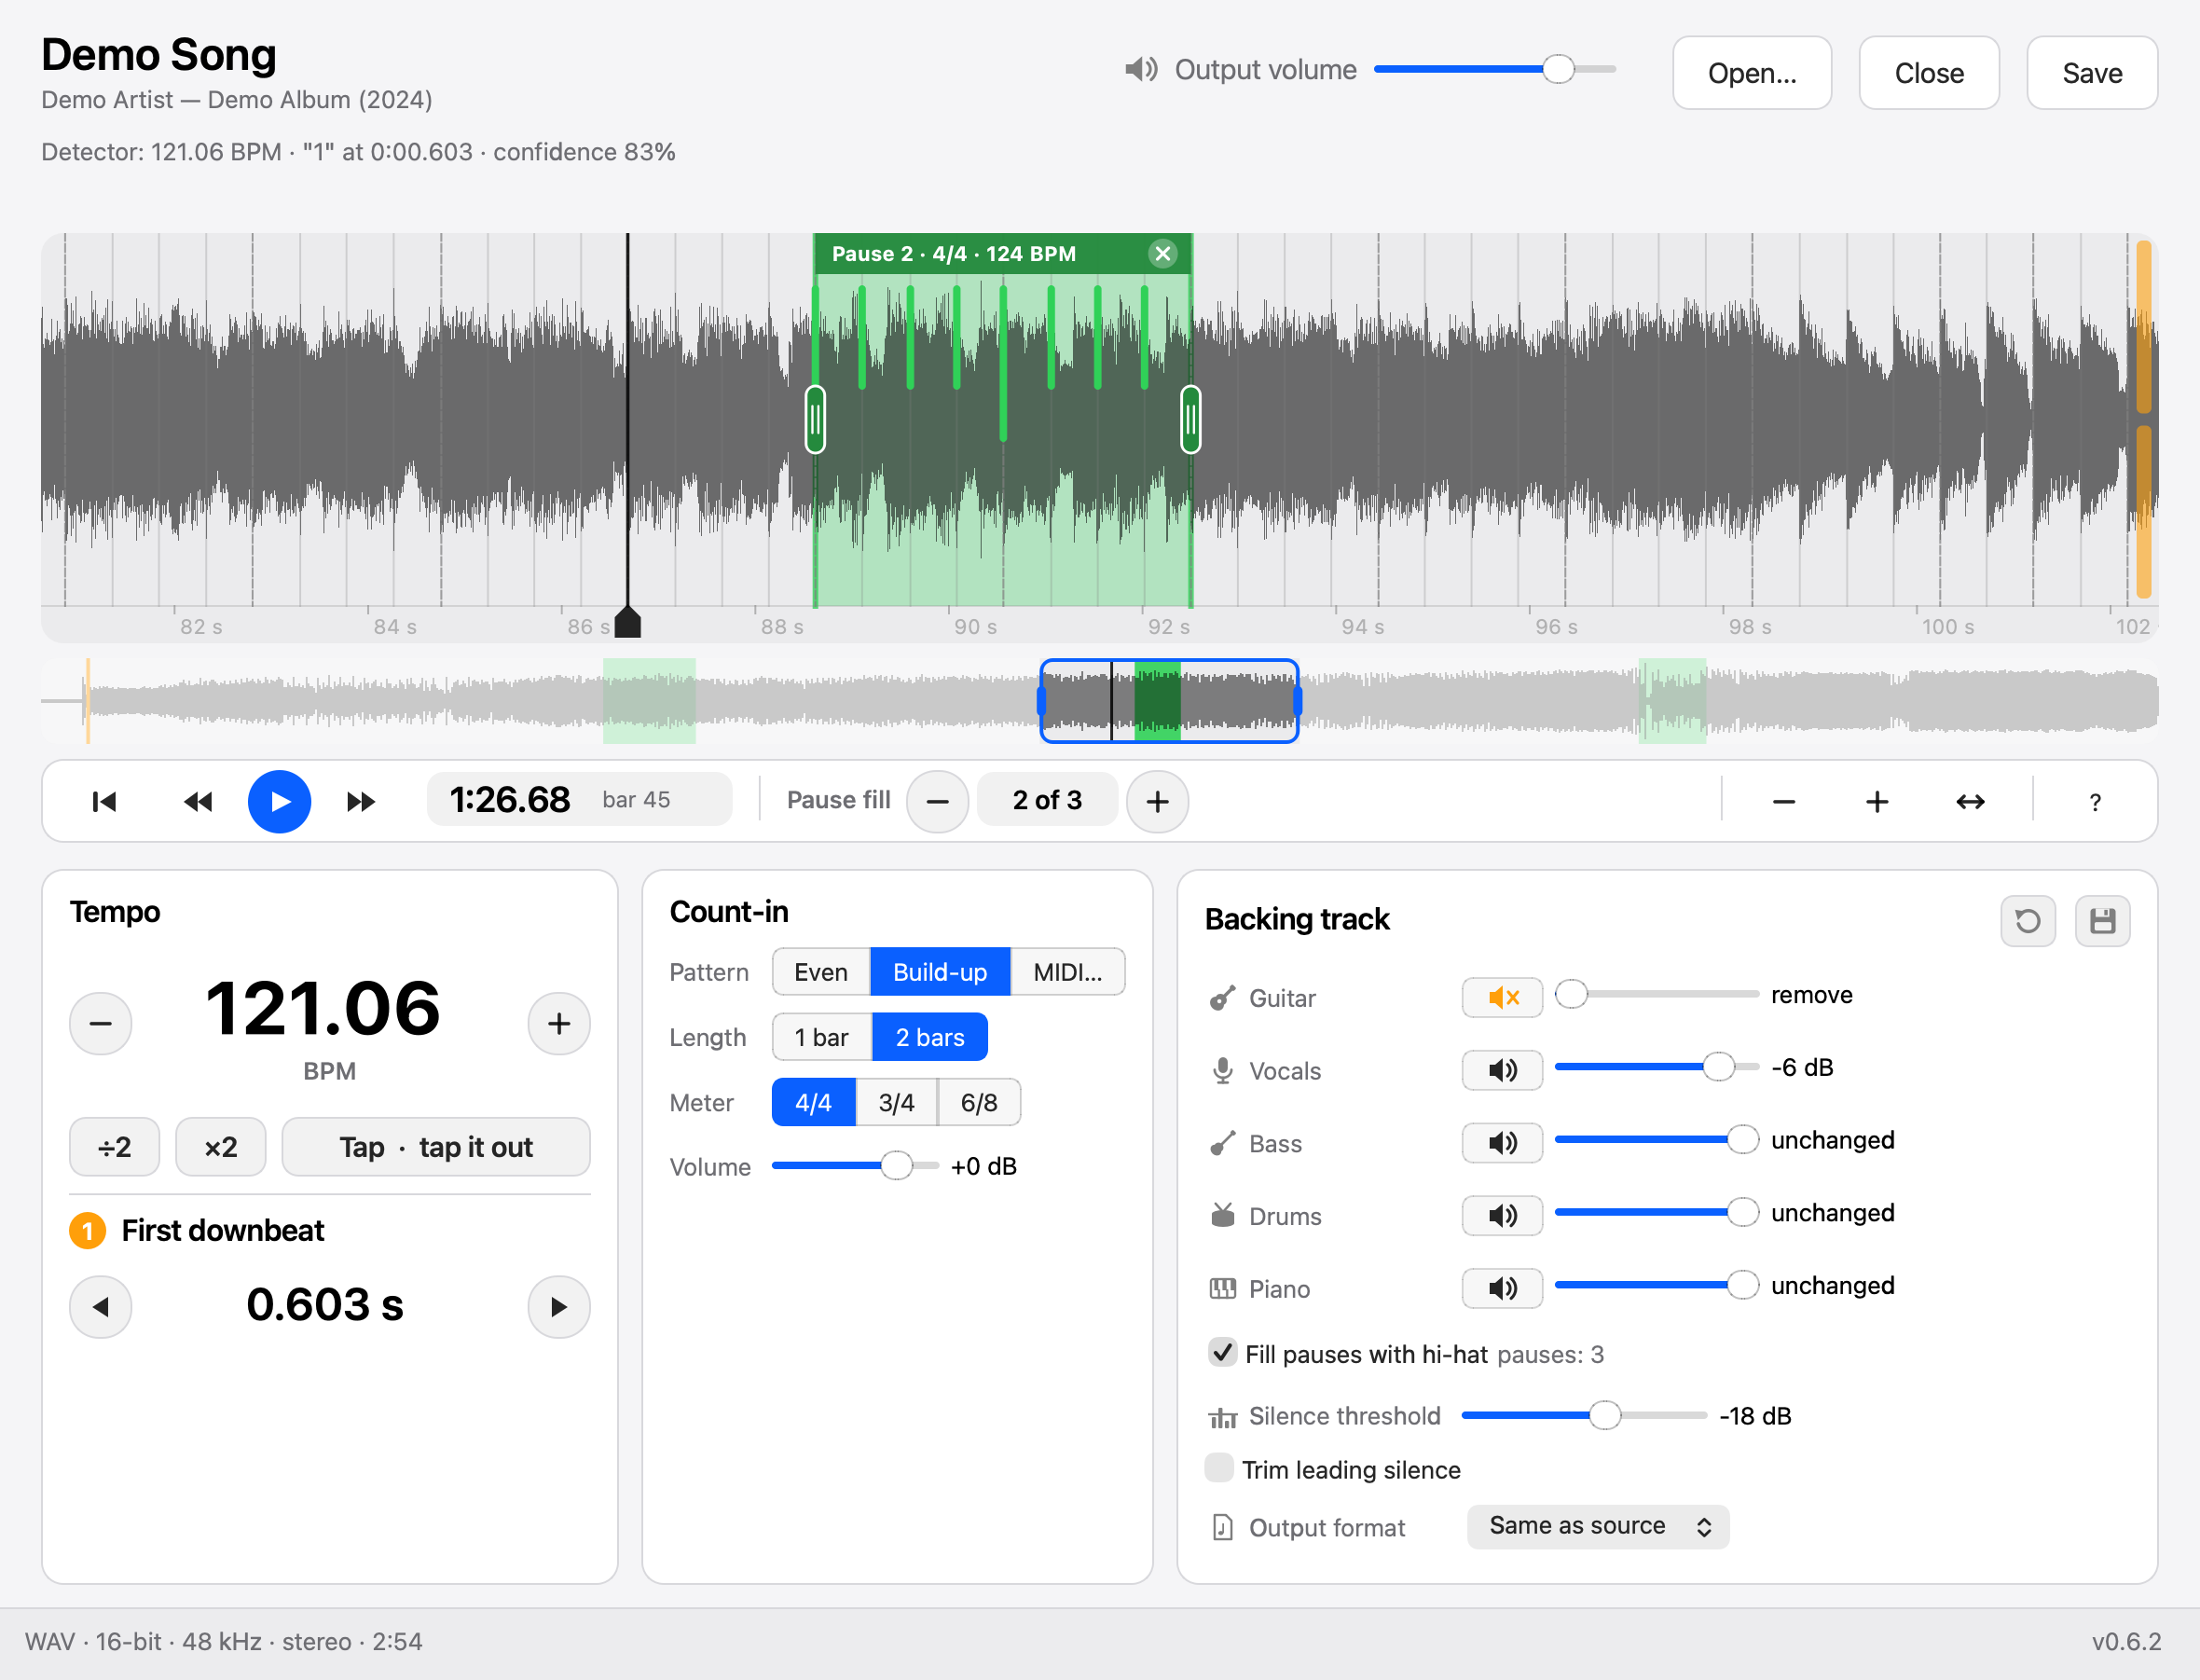 Demo Song
Demo Artist — Demo Album (2024)
Detector: 121.06 BPM · "1" at 0:00.603 · confidence 83%
Output volume
Open...
Close
Save
Pause 2 · 4/4 · 124 BPM
82 s
84 s
86 s
88 s
90 s
92 s
94 s
96 s
98 s
100 s
102
1:26.68
bar 45
Pause fill
2 of 3
?
Tempo
121.06
BPM
÷2
×2
Tap · tap it out
1 First downbeat
0.603 s
Count-in
Pattern Even Build-up MIDI...
Length 1 bar 2 bars
Meter 4/4 3/4 6/8
Volume +0 dB
Backing track
Guitar remove
Vocals -6 dB
Bass unchanged
Drums unchanged
Piano unchanged
Fill pauses with hi-hat pauses: 3
Silence threshold -18 dB
Trim leading silence
Output format Same as source
WAV · 16-bit · 48 kHz · stereo · 2:54
v0.6.2